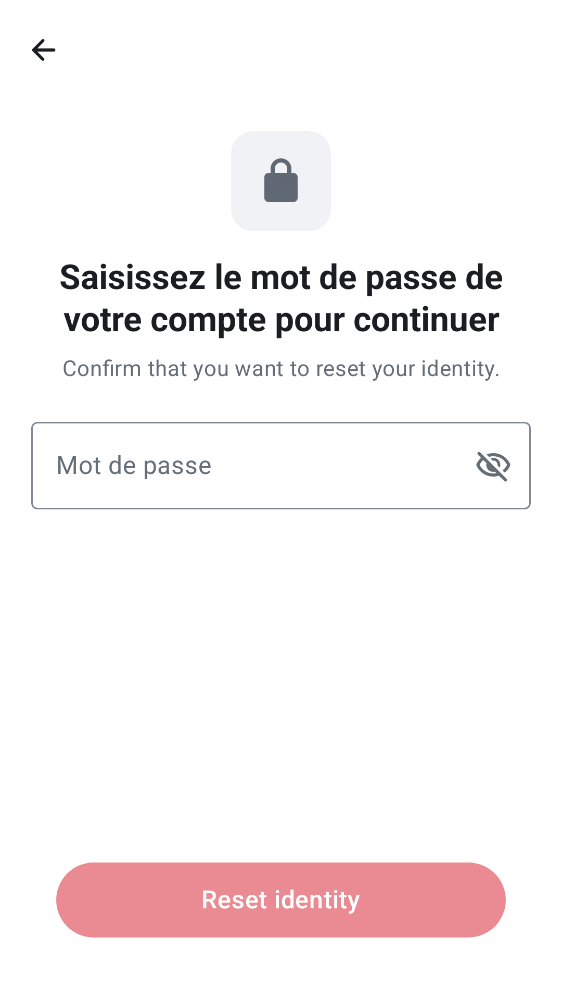 Saisissez le mot de passe de
votre compte pour continuer
Confirm that you want to reset your identity.
Mot de passe
Reset identity